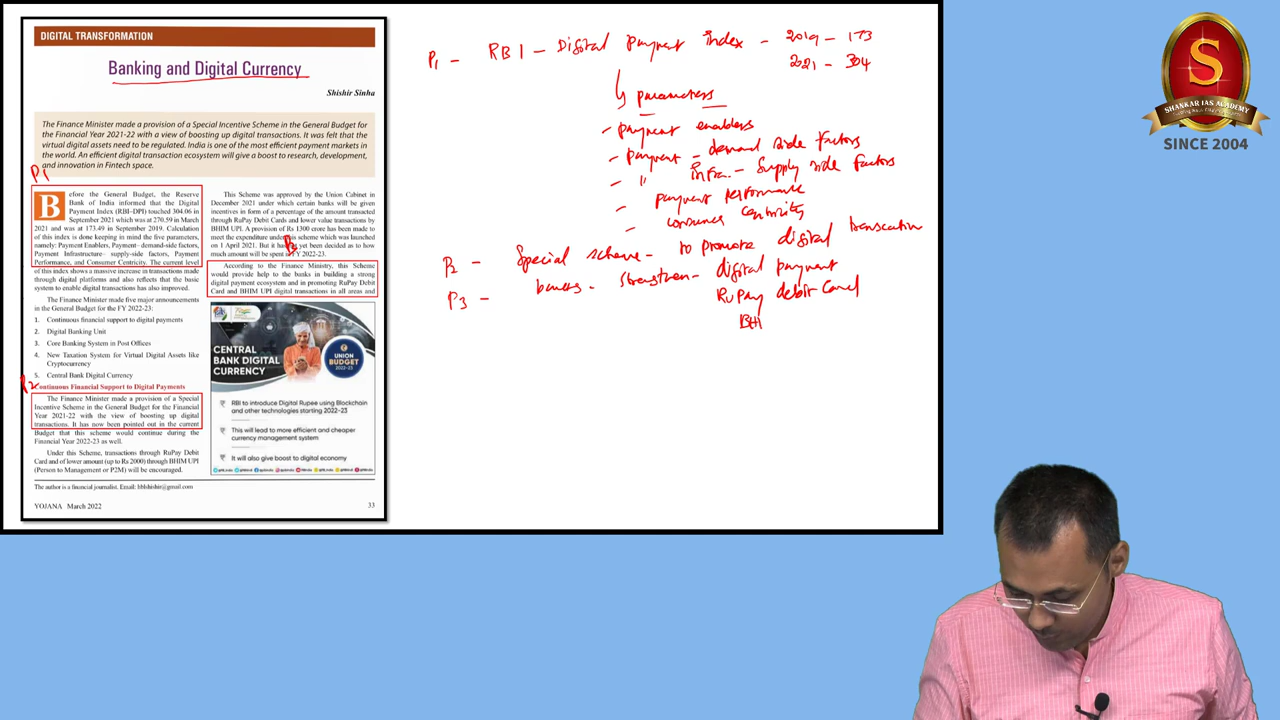 DIGITAL TRANSFORMATION
Banking and Digital Currency
Shishir Sinha
The Finance Minister made a provision of a Special Incentive Scheme in the General Budget for
the Financial Year 2021-22 with a view of boosting up digital transactions. It was felt that the
virtual digital assets need to be regulated. India is one of the most efficient payment markets in
the world. An efficient digital transaction ecosystem will give a boost to research, development,
and innovation in Fintech space.
P1
Before the General Budget, the Reserve
Bank of India informed that the Digital
Payment Index (RBI-DPI) touched 304.06 in
September 2021 which was at 270.59 in March
2021 and was at 173.49 in September 2019. Calculation
of this index is done keeping in mind the five parameters,
namely: Payment Enablers, Payment– demand-side factors,
Payment Infrastructure– supply-side factors, Payment
Performance, and Consumer Centricity. The current level
of this index shows a massive increase in transactions made
through digital platforms and also reflects that the basic
system to enable digital transactions has also improved.
The Finance Minister made five major announcements
in the General Budget for the FY 2022-23:
1. Continuous financial support to digital payments
2. Digital Banking Unit
3. Core Banking System in Post Offices
4. New Taxation System for Virtual Digital Assets like
Cryptocurrency
5. Central Bank Digital Currency
P2
Continuous Financial Support to Digital Payments
The Finance Minister made a provision of a Special
Incentive Scheme in the General Budget for the Financial
Year 2021-22 with the view of boosting up digital
transactions. It has now been pointed out in the current
Budget that this scheme would continue during the
Financial Year 2022-23 as well.
Under this Scheme, transactions through RuPay Debit
Card and of lower amount (up to Rs 2000) through BHIM UPI
(Person to Management or P2M) will be encouraged.
This Scheme was approved by the Union Cabinet in
December 2021 under which certain banks will be given
incentives in form of a percentage of the amount transacted
through RuPay Debit Cards and lower value transactions by
BHIM UPI. A provision of Rs 1300 crore has been made to
meet the expenditure under this scheme which was launched
on 1 April 2021. But it has yet been decided as to how
much amount will be spent in FY 2022-23.
P3
According to the Finance Ministry, this Scheme
would provide help to the banks in building a strong
digital payment ecosystem and in promoting RuPay Debit
Card and BHIM UPI digital transactions in all areas and
CENTRAL
BANK DIGITAL
CURRENCY
UNION
BUDGET
2022-23
RBI to introduce Digital Rupee using Blockchain
and other technologies starting 2022-23
This will lead to more efficient and cheaper
currency management system
It will also give boost to digital economy
The author is a financial journalist. Email: hblshishir@gmail.com
YOJANA March 2022
33
P1 – RBI – Digital payment index – 2019 – 173
2021 – 304
parameters
– payment enablers
– payment – demand side factors
– " infra. – supply side factors
– payment performance
– consumer centricity
P2 – Special scheme – to promote digital transaction
P3 – banks – strengthen – digital payment
RuPay debit Card
BHI
S
SHANKAR IAS ACADEMY
SINCE 2004